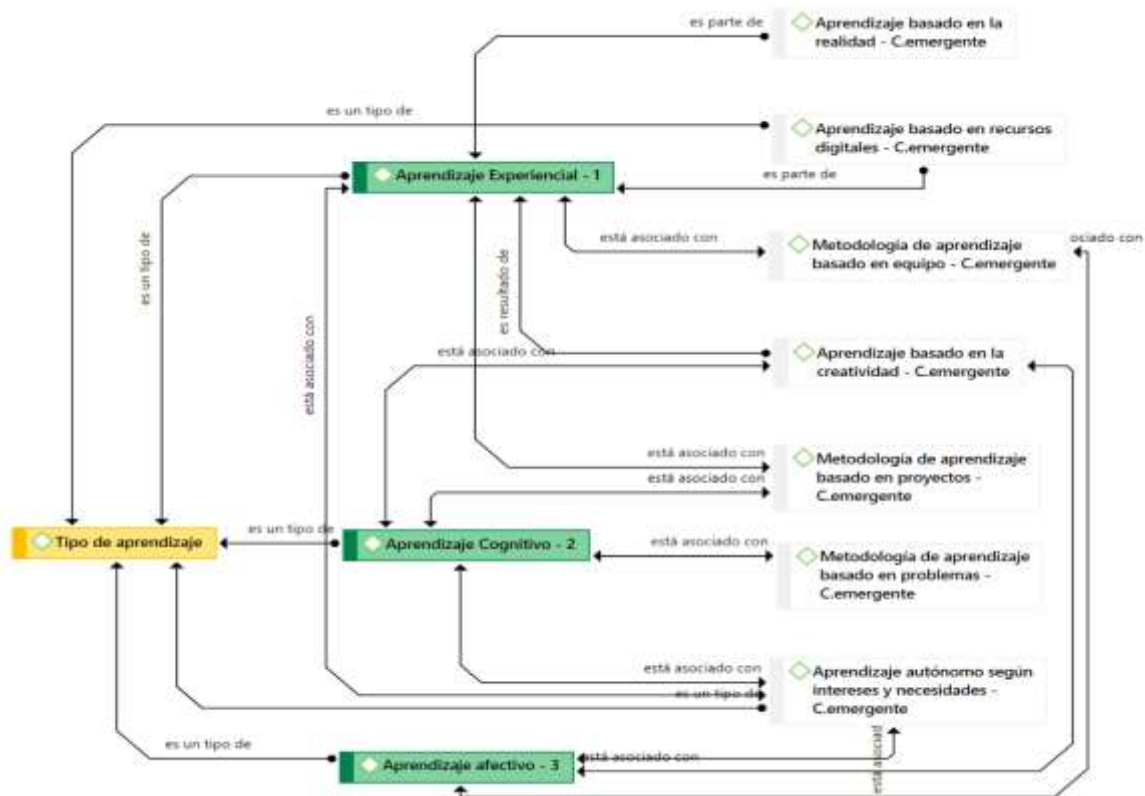 es parte de
Aprendizaje basado en la
realidad - C.emergente
es un tipo de
Aprendizaje basado en recursos
digitales - C.emergente
Aprendizaje Experiencial - 1
es parte de
es un tipo de
está asociado con
es resultado de
está asociado con
Metodología de aprendizaje
basado en equipo - C.emergente
ociado con
está asociado con
Aprendizaje basado en la
creatividad - C.emergente
está asociado con
está asociado con
Metodología de aprendizaje
basado en proyectos -
C.emergente
Tipo de aprendizaje
es un tipo de
Aprendizaje Cognitivo - 2
está asociado con
Metodología de aprendizaje
basado en problemas -
C.emergente
está asociado con
es un tipo de
Aprendizaje autónomo según
intereses y necesidades -
C.emergente
es un tipo de
Aprendizaje afectivo - 3
está asociado con
está asociad